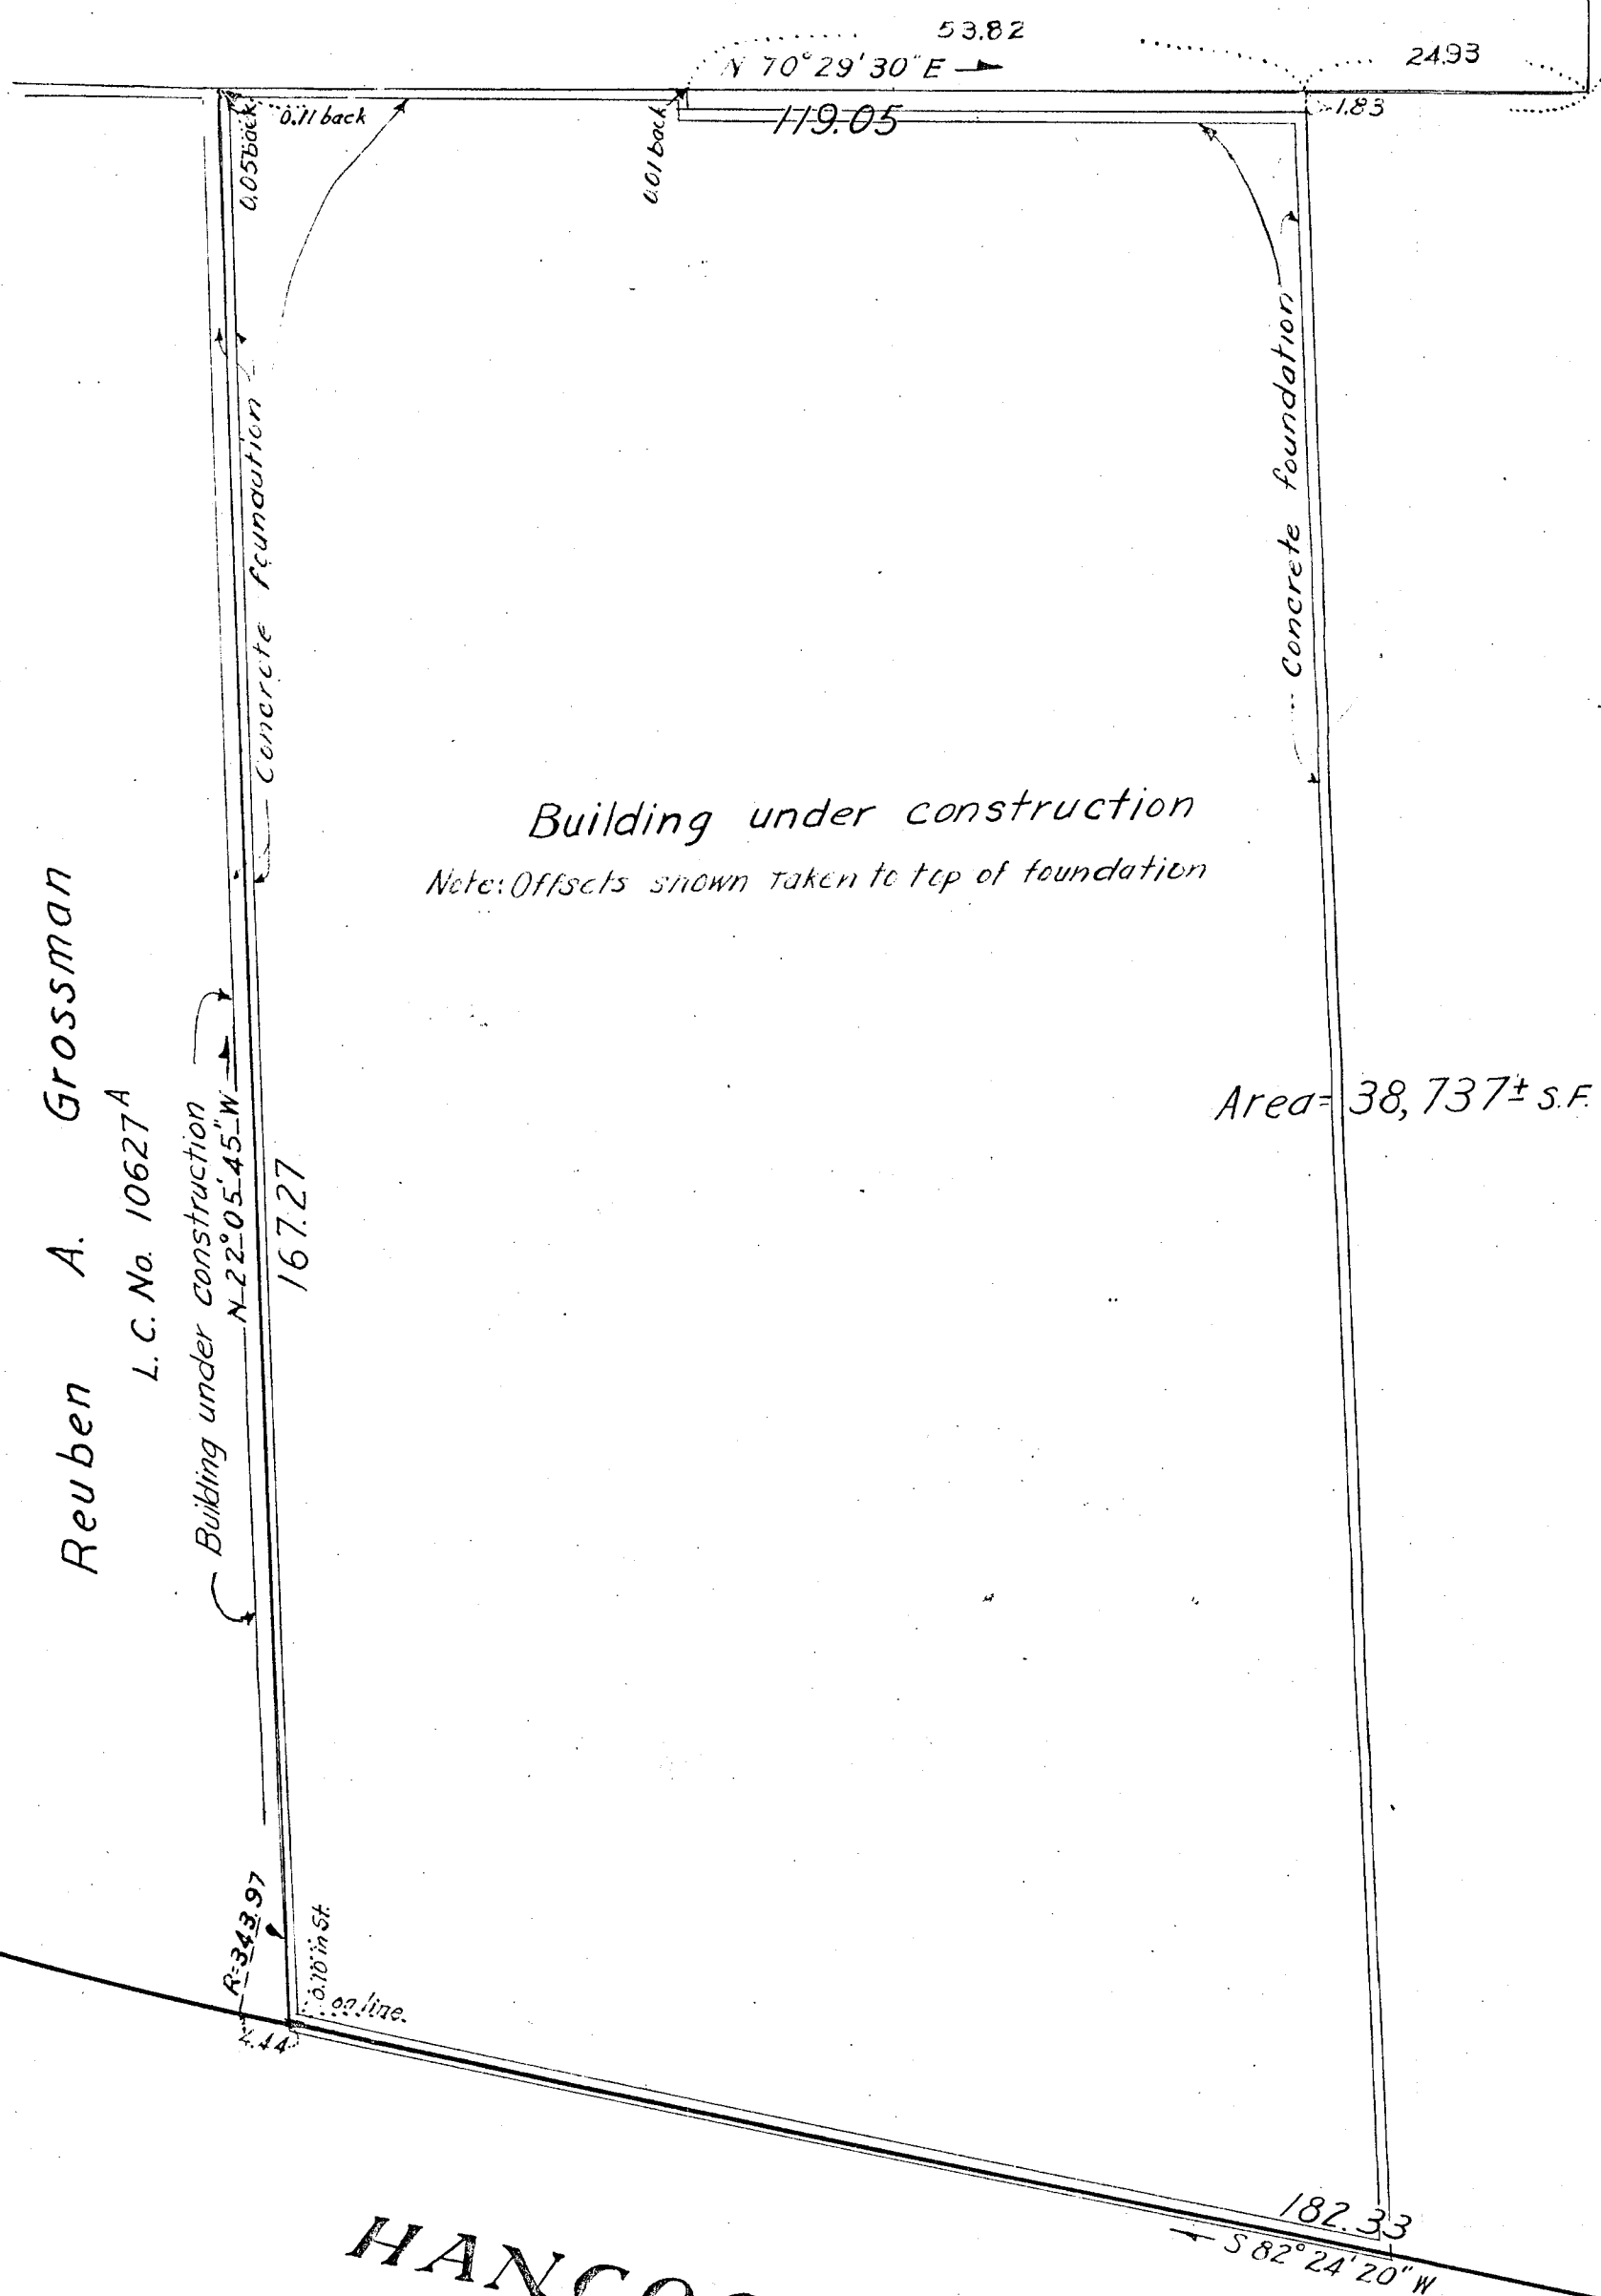 53.82
N 70°29'30"E
24.93
0.11 back
0.05 back
0.01 back
119.05
1.83
Concrete foundation
Concrete foundation
Building under construction
Note: Offsets shown taken to top of foundation
Reuben A. Grossman
L. C. No. 10627A
Building under construction
N 22°05'45"W
167.27
Area= 38,737± S.F.
R=343.97
0.10 in St.
on line.
4.44
182.33
S 82°24'20" W